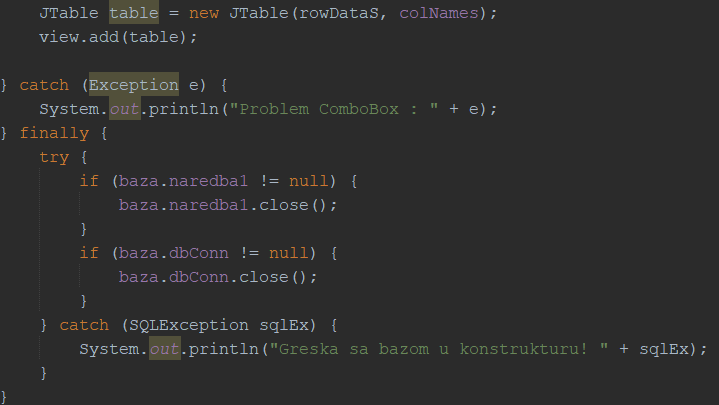 JTable table = new JTable(rowDataS, colNames);
view.add(table);
} catch (Exception e) {
System.out.println("Problem ComboBox : " + e);
} finally {
try {
if (baza.naredba1 != null) {
baza.naredba1.close();
}
if (baza.dbConn != null) {
baza.dbConn.close();
}
} catch (SQLException sqlEx) {
System.out.println("Greska sa bazom u konstrukturu! " + sqlEx);
}
}